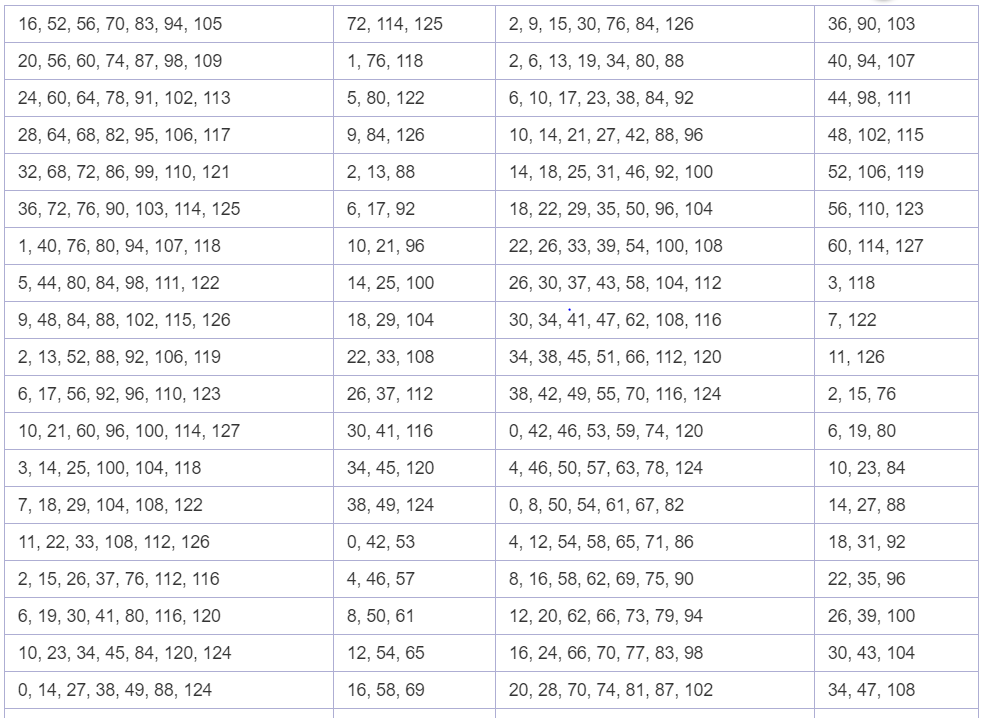 16, 52, 56, 70, 83, 94, 105 72, 114, 125 2, 9, 15, 30, 76, 84, 126 36, 90, 103
20, 56, 60, 74, 87, 98, 109 1, 76, 118 2, 6, 13, 19, 34, 80, 88 40, 94, 107
24, 60, 64, 78, 91, 102, 113 5, 80, 122 6, 10, 17, 23, 38, 84, 92 44, 98, 111
28, 64, 68, 82, 95, 106, 117 9, 84, 126 10, 14, 21, 27, 42, 88, 96 48, 102, 115
32, 68, 72, 86, 99, 110, 121 2, 13, 88 14, 18, 25, 31, 46, 92, 100 52, 106, 119
36, 72, 76, 90, 103, 114, 125 6, 17, 92 18, 22, 29, 35, 50, 96, 104 56, 110, 123
1, 40, 76, 80, 94, 107, 118 10, 21, 96 22, 26, 33, 39, 54, 100, 108 60, 114, 127
5, 44, 80, 84, 98, 111, 122 14, 25, 100 26, 30, 37, 43, 58, 104, 112 3, 118
9, 48, 84, 88, 102, 115, 126 18, 29, 104 30, 34, 41, 47, 62, 108, 116 7, 122
2, 13, 52, 88, 92, 106, 119 22, 33, 108 34, 38, 45, 51, 66, 112, 120 11, 126
6, 17, 56, 92, 96, 110, 123 26, 37, 112 38, 42, 49, 55, 70, 116, 124 2, 15, 76
10, 21, 60, 96, 100, 114, 127 30, 41, 116 0, 42, 46, 53, 59, 74, 120 6, 19, 80
3, 14, 25, 100, 104, 118 34, 45, 120 4, 46, 50, 57, 63, 78, 124 10, 23, 84
7, 18, 29, 104, 108, 122 38, 49, 124 0, 8, 50, 54, 61, 67, 82 14, 27, 88
11, 22, 33, 108, 112, 126 0, 42, 53 4, 12, 54, 58, 65, 71, 86 18, 31, 92
2, 15, 26, 37, 76, 112, 116 4, 46, 57 8, 16, 58, 62, 69, 75, 90 22, 35, 96
6, 19, 30, 41, 80, 116, 120 8, 50, 61 12, 20, 62, 66, 73, 79, 94 26, 39, 100
10, 23, 34, 45, 84, 120, 124 12, 54, 65 16, 24, 66, 70, 77, 83, 98 30, 43, 104
0, 14, 27, 38, 49, 88, 124 16, 58, 69 20, 28, 70, 74, 81, 87, 102 34, 47, 108